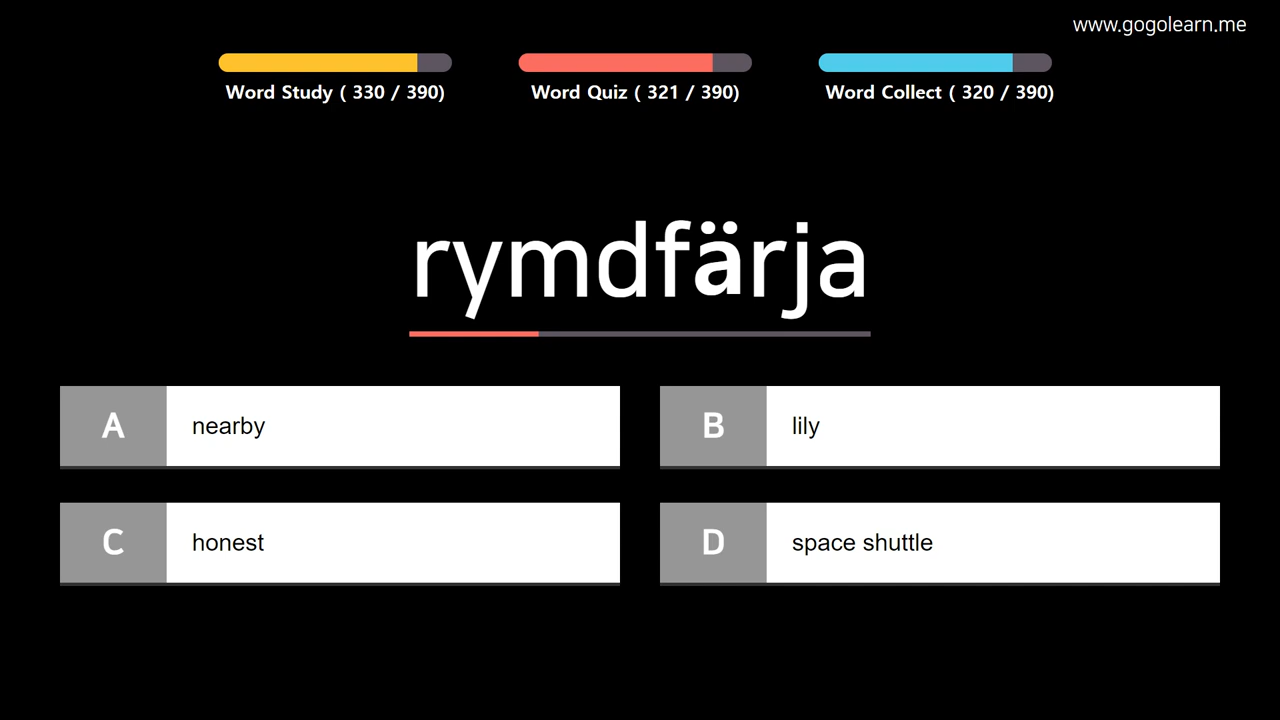 www.gogolearn.me
Word Study ( 330 / 390)
Word Quiz ( 321 / 390)
Word Collect ( 320 / 390)
rymdfärja
A nearby
B lily
C honest
D space shuttle